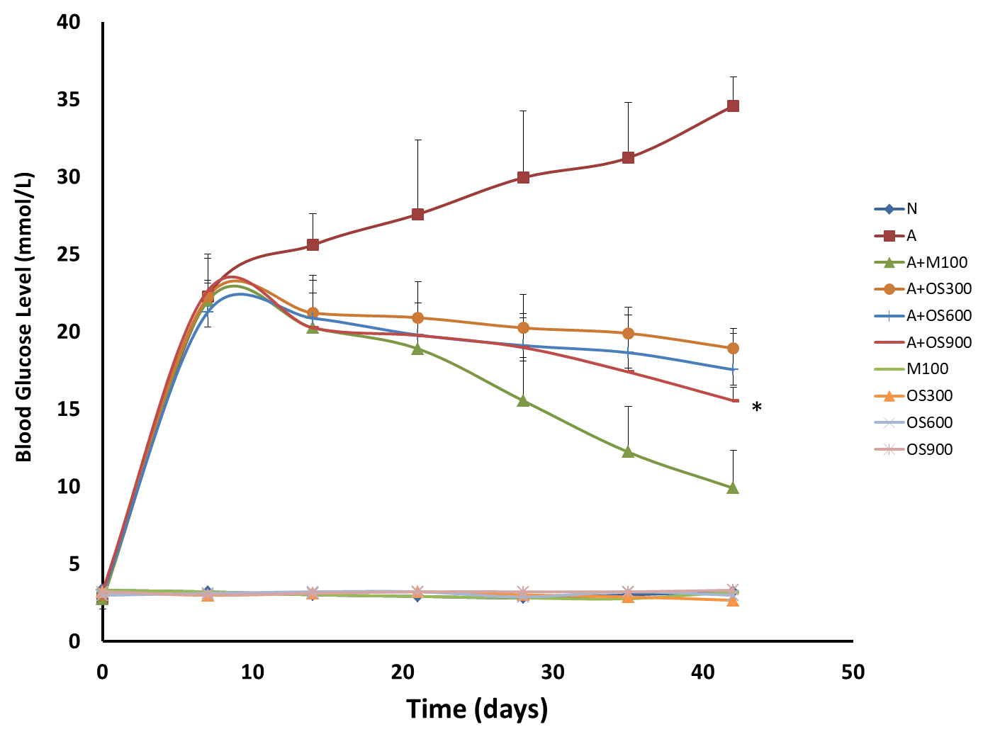 40
35
30
25
20
15
10
5
0
Blood Glucose Level (mmol/L)
0 10 20 30 40 50
Time (days)
*
N
A
A+M100
A+OS300
A+OS600
A+OS900
M100
OS300
OS600
OS900